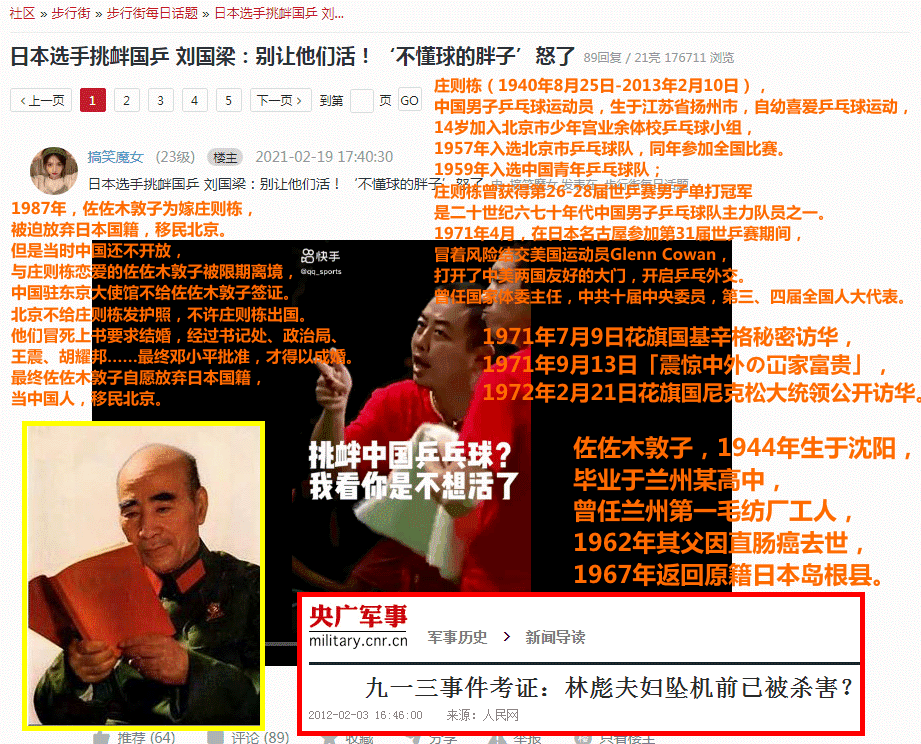 社区 » 步行街 » 步行街每日话题 » 日本选手挑衅国乒 刘...
日本选手挑衅国乒 刘国梁：别让他们活！‘不懂球的胖子’怒了 89回复 / 21亮 176711 浏览
‹上一页 1 2 3 4 5 下一页› 到第 页 GO
搞笑魔女 (23级) 楼主 2021-02-19 17:40:30
日本选手挑衅国乒 刘国梁：别让他们活！‘不懂球的胖子’怒了 由 搞笑魔女 发表在 步行街每日话题
庄则栋（1940年8月25日-2013年2月10日），
中国男子乒乓球运动员，生于江苏省扬州市，自幼喜爱乒乓球运动，
14岁加入北京市少年宫业余体校乒乓球小组，
1957年入选北京市乒乓球队，同年参加全国比赛。
1959年入选中国青年乒乓球队；
庄则栋曾获得第26-28届世乒赛男子单打冠军
是二十世纪六七十年代中国男子乒乓球队主力队员之一。
1971年4月，在日本名古屋参加第31届世乒赛期间，
冒着风险结交美国运动员Glenn Cowan，
打开了中美两国友好的大门，开启乒乓外交。
曾任国家体委主任，中共十届中央委员，第三、四届全国人大代表。
1987年，佐佐木敦子为嫁庄则栋，
被迫放弃日本国籍，移民北京。
但是当时中国还不开放，
与庄则栋恋爱的佐佐木敦子被限期离境，
中国驻东京大使馆不给佐佐木敦子签证。
北京不给庄则栋发护照，不许庄则栋出国。
他们冒死上书要求结婚，经过书记处、政治局、
王震、胡耀邦……最终邓小平批准，才得以成婚。
最终佐佐木敦子自愿放弃日本国籍，
当中国人，移民北京。
快手
@qq_sports
1971年7月9日花旗国基辛格秘密访华，
1971年9月13日「震惊中外の冚家富贵」，
1972年2月21日花旗国尼克松大统领公开访华。
挑衅中国乒乓球？
我看你是不想活了
佐佐木敦子，1944年生于沈阳，
毕业于兰州某高中，
曾任兰州第一毛纺厂工人，
1962年其父因直肠癌去世，
1967年返回原籍日本岛根县。
央广军事
military.cnr.cn
军事历史 › 新闻导读
九一三事件考证：林彪夫妇坠机前已被杀害？
2012-02-03 16:46:00 来源：人民网
推荐 (64) 评论 (89) 收藏 分享 举报 只看楼主